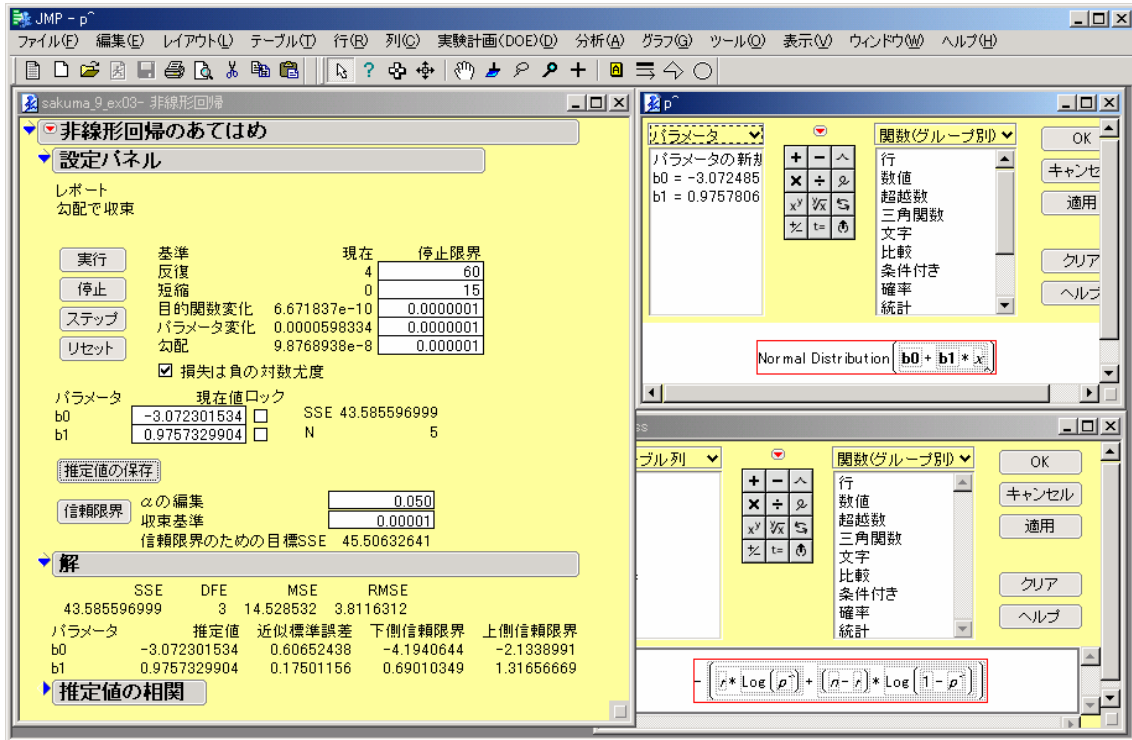 JMP - p^
ファイル(F) 編集(E) レイアウト(L) テーブル(T) 行(R) 列(C) 実験計画(DOE)(D) 分析(A) グラフ(G) ツール(O) 表示(V) ウィンドウ(W) ヘルプ(H)
sakuma_9_ex03- 非線形回帰
非線形回帰のあてはめ
設定パネル
レポート
勾配で収束
実行
停止
ステップ
リセット
基準 現在 停止限界
反復 4 60
短縮 0 15
目的関数変化 6.671837e-10 0.0000001
パラメータ変化 0.0000598334 0.0000001
勾配 9.8768938e-8 0.000001
損失は負の対数尤度
パラメータ 現在値 ロック
b0 -3.072301534 SSE 43.585596999
b1 0.9757329904 N 5
推定値の保存
信頼限界
αの編集 0.050
収束基準 0.00001
信頼限界のための目標SSE 45.50632641
解
SSE DFE MSE RMSE
43.585596999 3 14.528532 3.8116312
パラメータ 推定値 近似標準誤差 下側信頼限界 上側信頼限界
b0 -3.072301534 0.60652438 -4.1940644 -2.1338991
b1 0.9757329904 0.17501156 0.69010349 1.31656669
推定値の相関
p^
パラメータ
パラメータの新規
b0 = -3.072485
b1 = 0.9757806
+ - ^
× ÷
x^y y√x
+/- t=
関数(グループ別)
行
数値
超越数
三角関数
文字
比較
条件付き
確率
統計
OK
キャンセ
適用
クリア
ヘルプ
Normal Distribution(b0 + b1 * x)
ss
ブル列
+ - ^
× ÷
x^y y√x
+/- t=
関数(グループ別)
行
数値
超越数
三角関数
文字
比較
条件付き
確率
統計
OK
キャンセル
適用
クリア
ヘルプ
-(r * Log(p^) + (n - r) * Log(1 - p^))